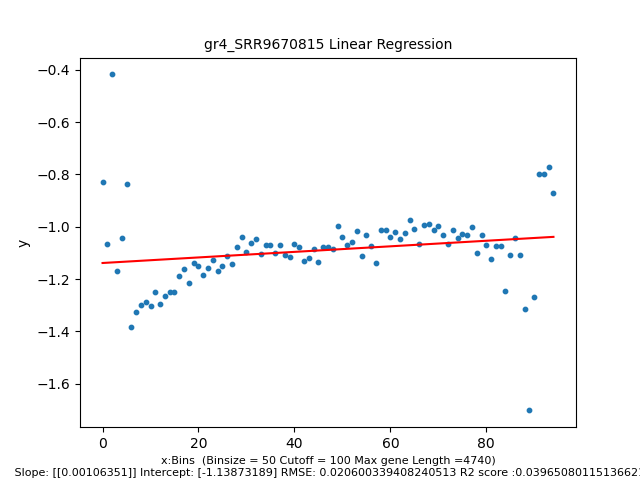 gr4_SRR9670815 Linear Regression
−0.4
−0.6
−0.8
−1.0
−1.2
−1.4
−1.6
y
0 20 40 60 80
x:Bins (Binsize = 50 Cutoff = 100 Max gene Length =4740)
Slope: [[0.00106351]] Intercept: [-1.13873189] RMSE: 0.020600339408240513 R2 score :0.0396508011513662